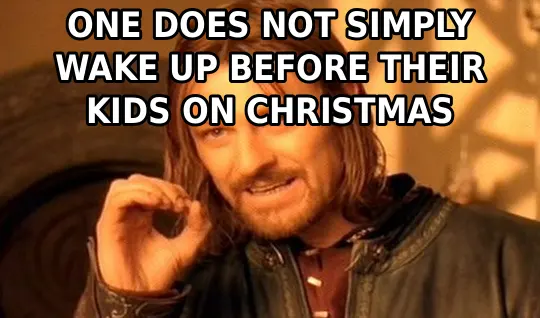 ONE DOES NOT SIMPLY
WAKE UP BEFORE THEIR
KIDS ON CHRISTMAS